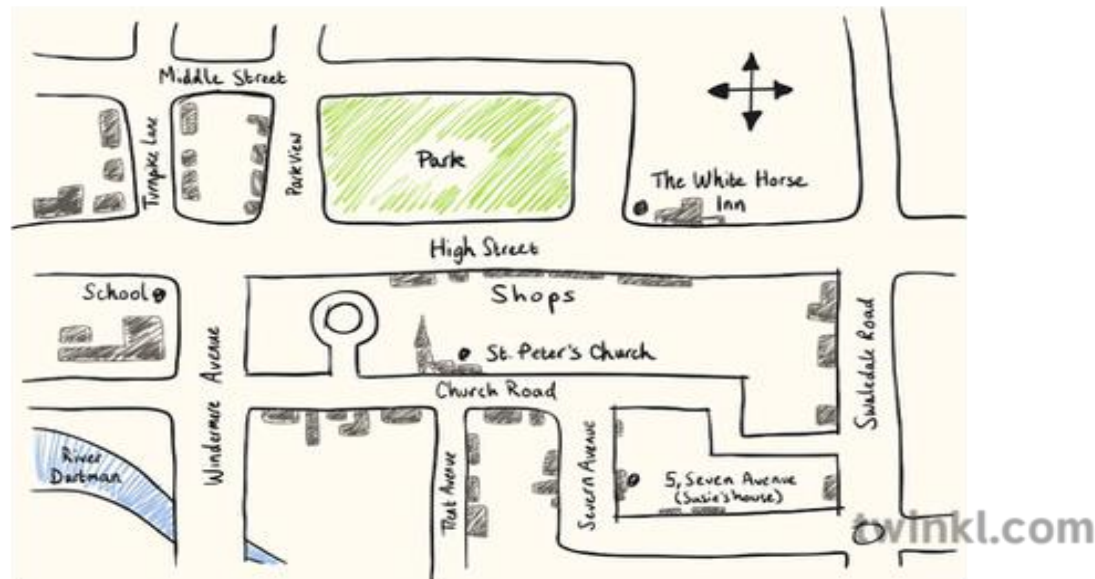 Middle Street
Turnpike Lane
Park View
Park
The White Horse
Inn
High Street
School
Shops
St. Peter's Church
Church Road
Windermere Avenue
Swaledale Road
River
Dartman
Trent Avenue
Severn Avenue
5, Seven Avenue
(Susie's house)
twinkl.com